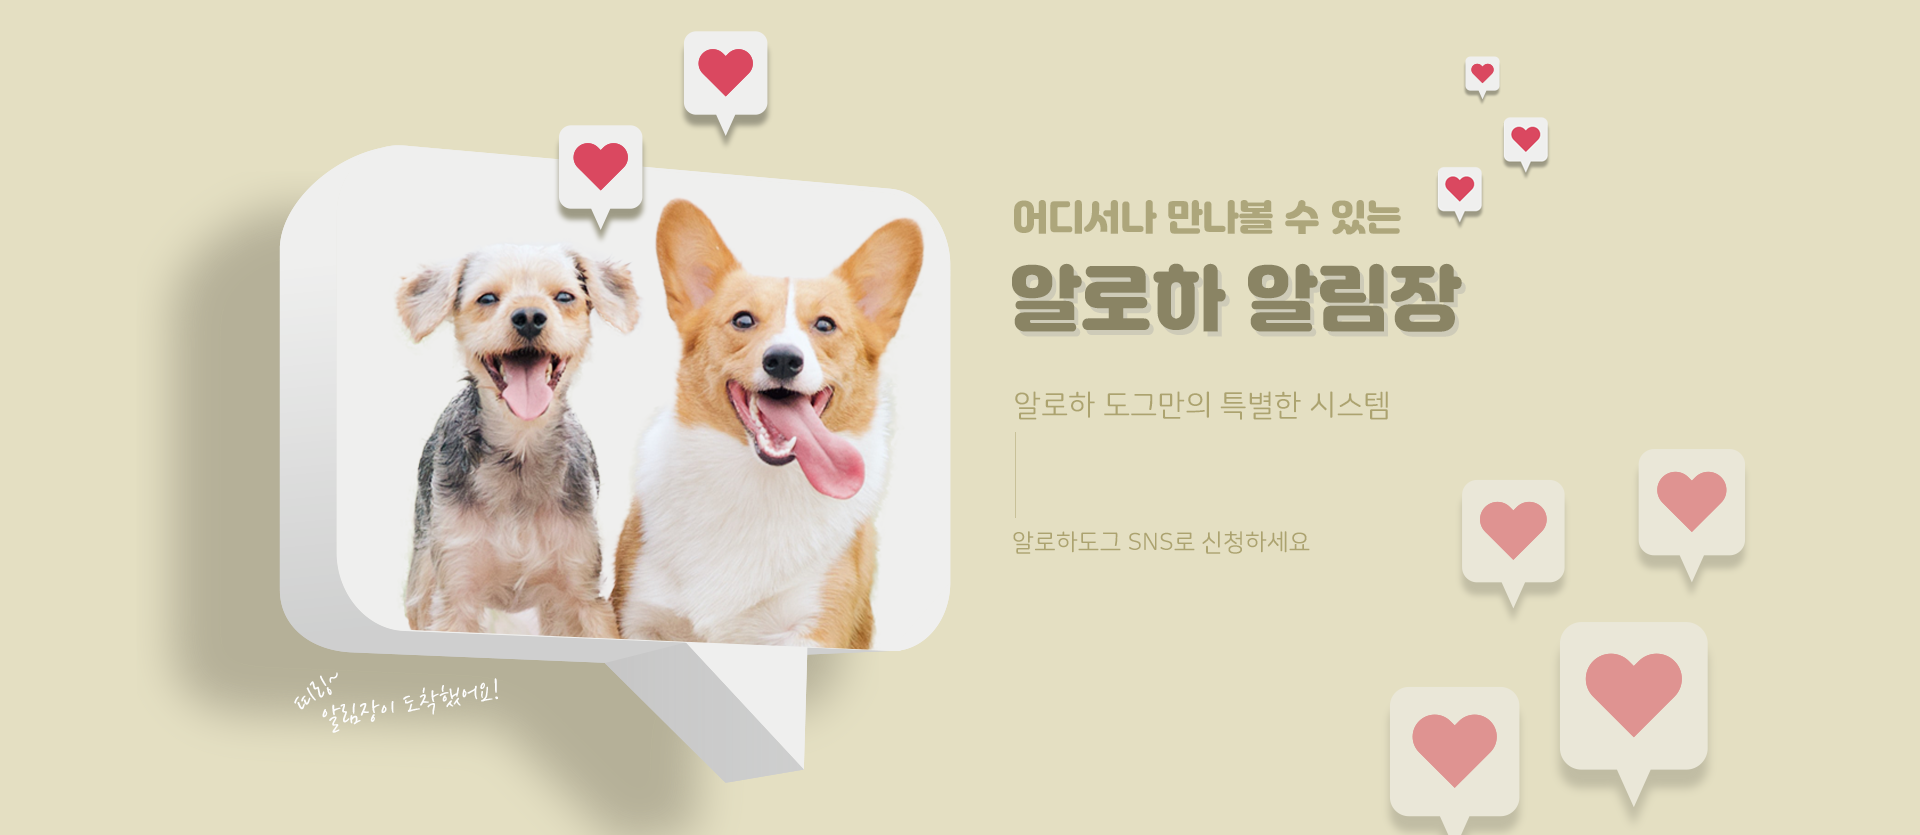 어디서나 만나볼 수 있는
알로하 알림장
알로하 도그만의 특별한 시스템
알로하도그 SNS로 신청하세요
띠링~
알림장이 도착했어요!